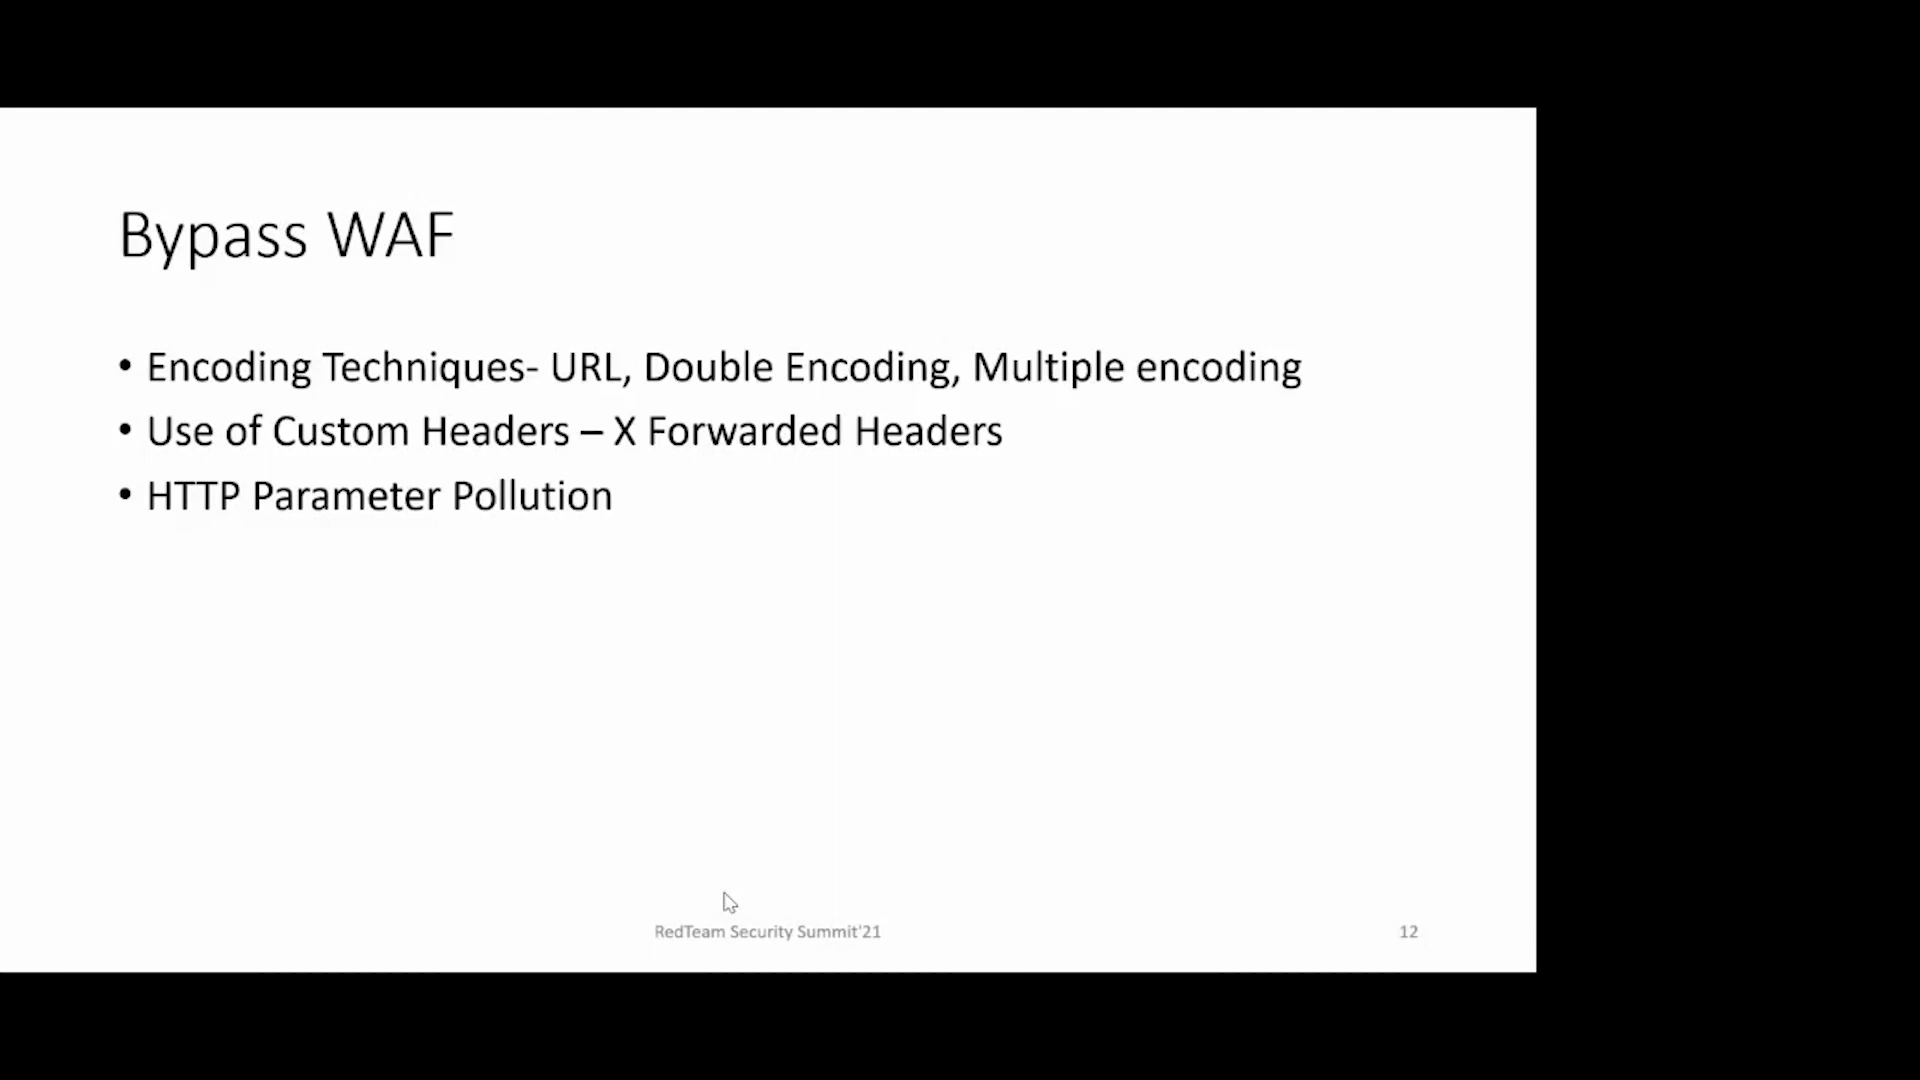 Bypass WAF
• Encoding Techniques- URL, Double Encoding, Multiple encoding
• Use of Custom Headers – X Forwarded Headers
• HTTP Parameter Pollution
RedTeam Security Summit'21
12